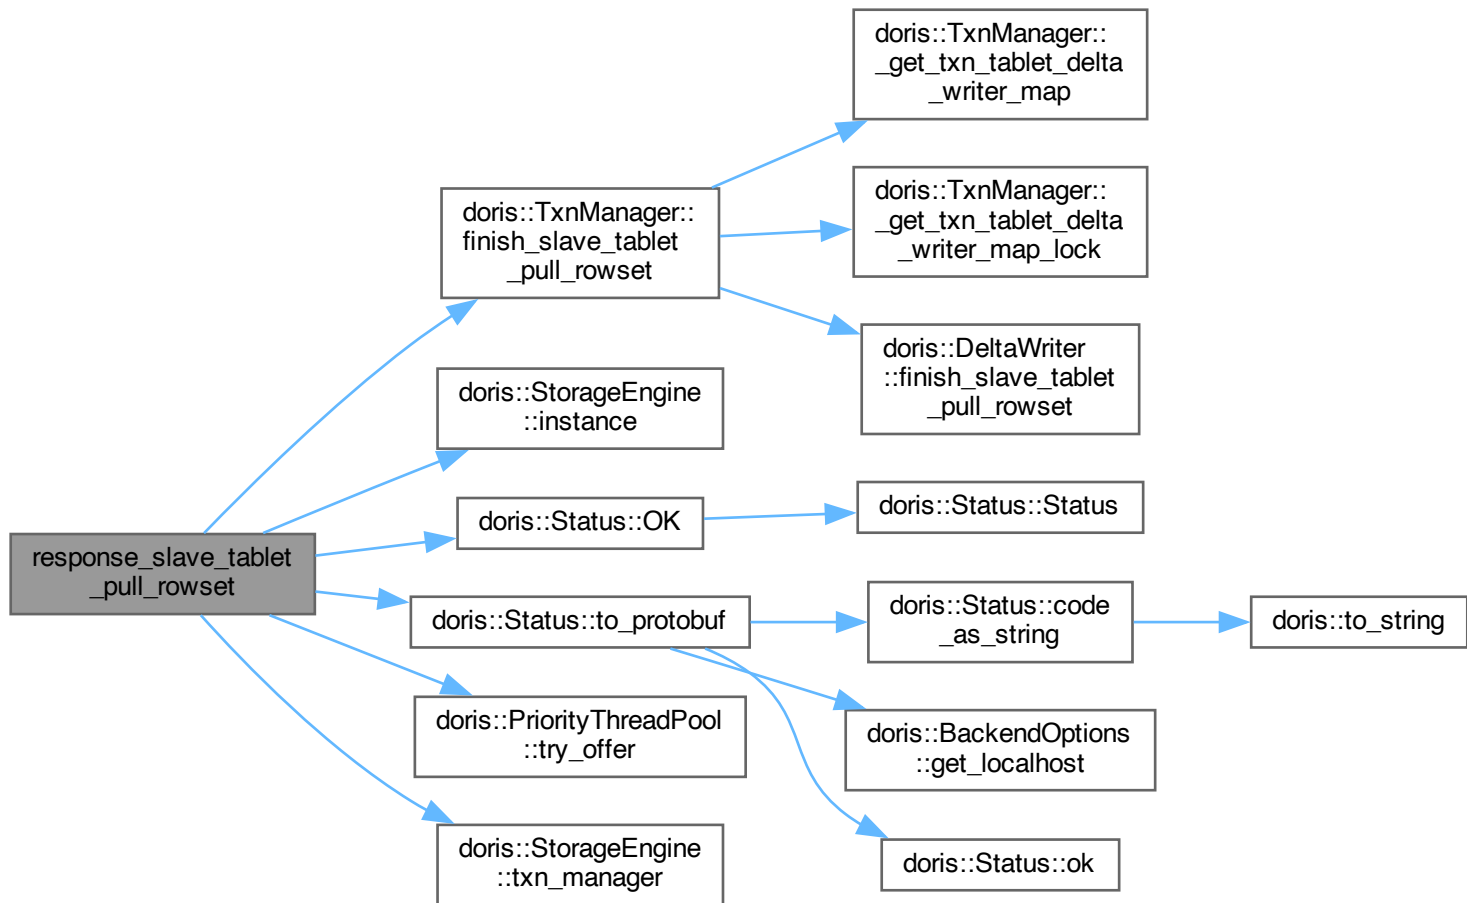 response_slave_tablet
_pull_rowset
doris::TxnManager::
finish_slave_tablet
_pull_rowset
doris::StorageEngine
::instance
doris::Status::OK
doris::Status::to_protobuf
doris::PriorityThreadPool
::try_offer
doris::StorageEngine
::txn_manager
doris::TxnManager::
_get_txn_tablet_delta
_writer_map
doris::TxnManager::
_get_txn_tablet_delta
_writer_map_lock
doris::DeltaWriter
::finish_slave_tablet
_pull_rowset
doris::Status::Status
doris::Status::code
_as_string
doris::BackendOptions
::get_localhost
doris::Status::ok
doris::to_string